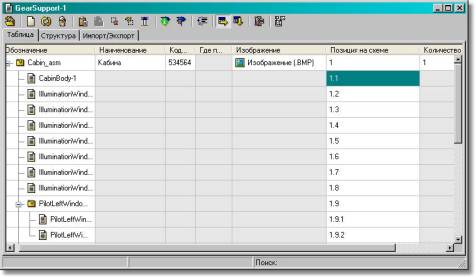 GearSupport-1
Таблица Структура Импорт/Экспорт
Обозначение Наименование Код... Где п... Изображение Позиция на схеме Количество
Cabin_asm Кабина 534564 Изображение (.BMP) 1 1
CabinBody-1 1.1
IlluminationWind... 1.2
IlluminationWind... 1.3
IlluminationWind... 1.4
IlluminationWind... 1.5
IlluminationWind... 1.6
IlluminationWind... 1.7
IlluminationWind... 1.8
PilotLeftWindo... 1.9
PilotLeftWin... 1.9.1
PilotLeftWi... 1.9.2
Поиск: